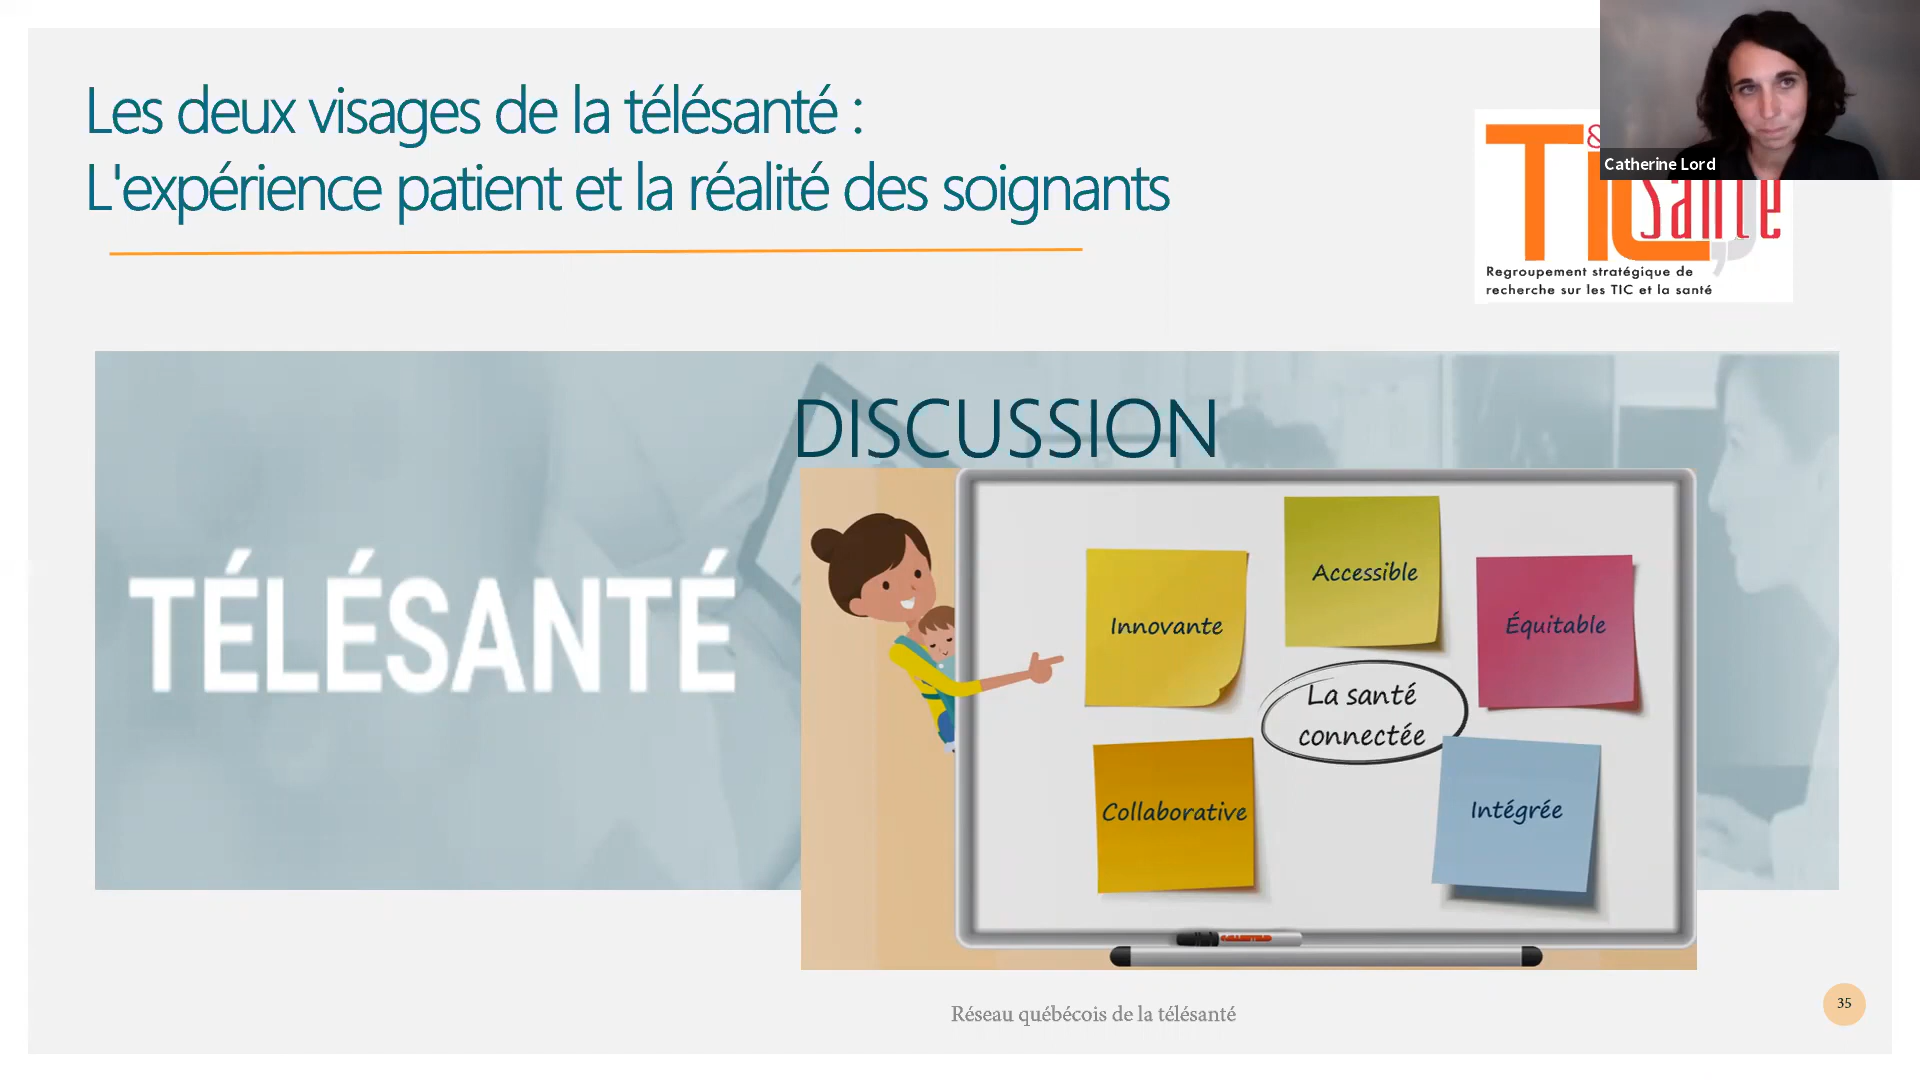 Les deux visages de la télésanté :
L'expérience patient et la réalité des soignants
Catherine Lord
&
TIC
santé
Regroupement stratégique de
recherche sur les TIC et la santé
DISCUSSION
TÉLÉSANTÉ
Innovante
Accessible
Équitable
La santé
connectée
Collaborative
Intégrée
Réseau québécois de la télésanté
35